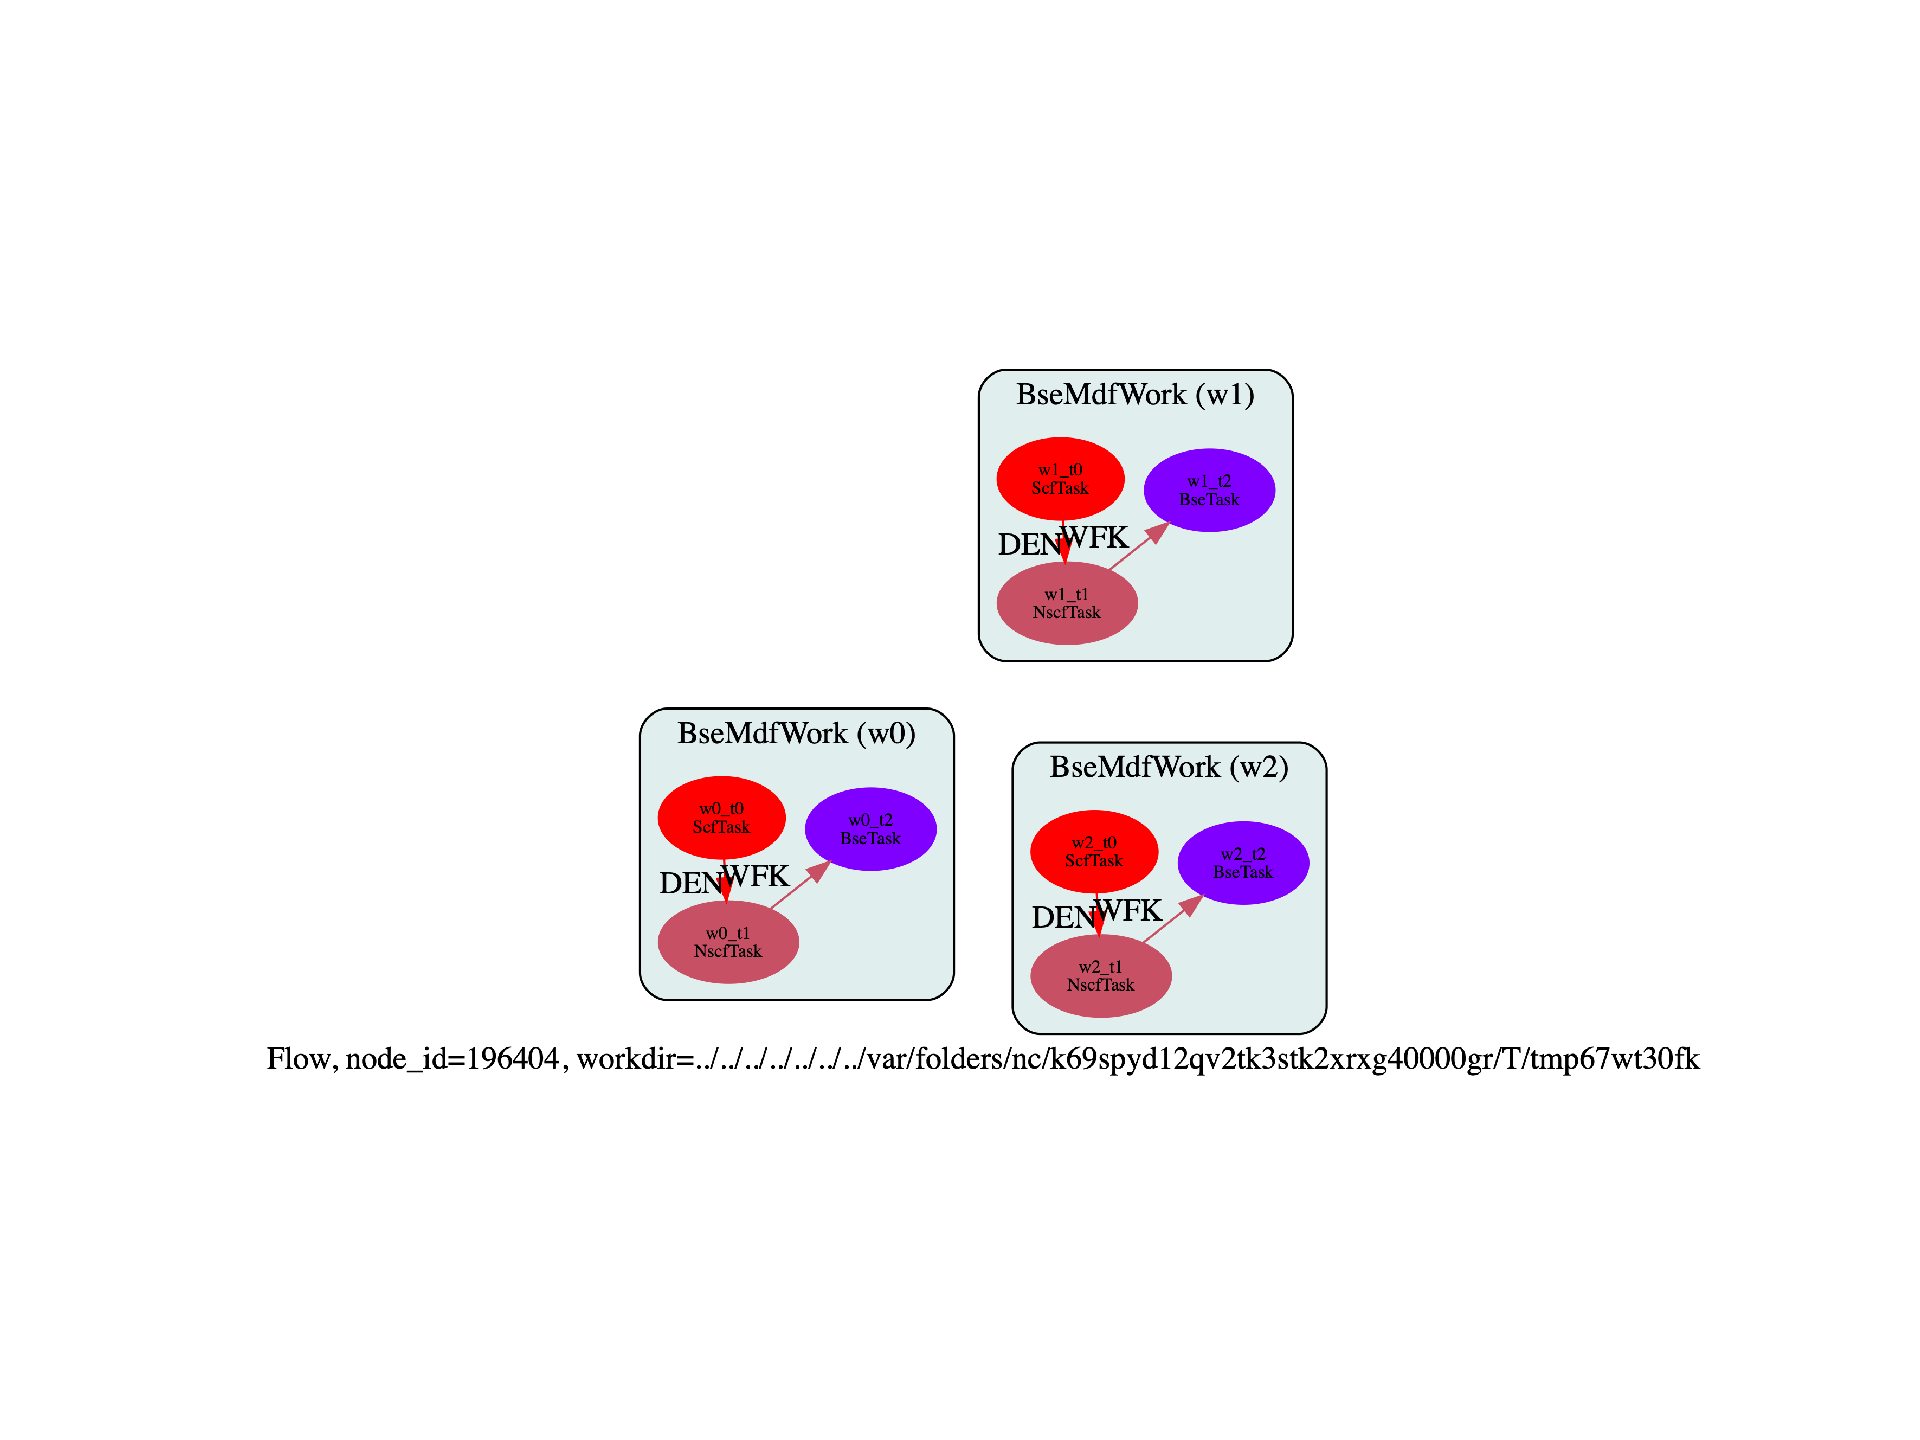 BseMdfWork (w1)
w1_t0
ScfTask
w1_t2
BseTask
DEN
WFK
w1_t1
NscfTask
BseMdfWork (w0)
w0_t0
ScfTask
w0_t2
BseTask
DEN
WFK
w0_t1
NscfTask
BseMdfWork (w2)
w2_t0
ScfTask
w2_t2
BseTask
DEN
WFK
w2_t1
NscfTask
Flow, node_id=196404, workdir=../../../../../../../var/folders/nc/k69spyd12qv2tk3stk2xrxg40000gr/T/tmp67wt30fk